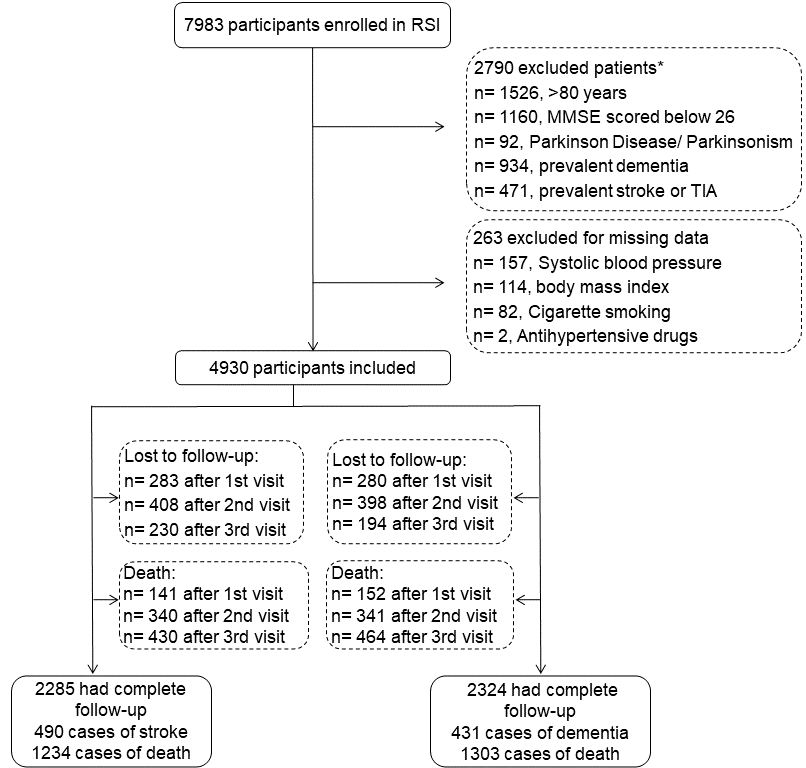 7983 participants enrolled in RSI
2790 excluded patients*
n= 1526, >80 years
n= 1160, MMSE scored below 26
n= 92, Parkinson Disease/ Parkinsonism
n= 934, prevalent dementia
n= 471, prevalent stroke or TIA
263 excluded for missing data
n= 157, Systolic blood pressure
n= 114, body mass index
n= 82, Cigarette smoking
n= 2, Antihypertensive drugs
4930 participants included
Lost to follow-up:
n= 283 after 1st visit
n= 408 after 2nd visit
n= 230 after 3rd visit
Lost to follow-up:
n= 280 after 1st visit
n= 398 after 2nd visit
n= 194 after 3rd visit
Death:
n= 141 after 1st visit
n= 340 after 2nd visit
n= 430 after 3rd visit
Death:
n= 152 after 1st visit
n= 341 after 2nd visit
n= 464 after 3rd visit
2285 had complete
follow-up
490 cases of stroke
1234 cases of death
2324 had complete
follow-up
431 cases of dementia
1303 cases of death